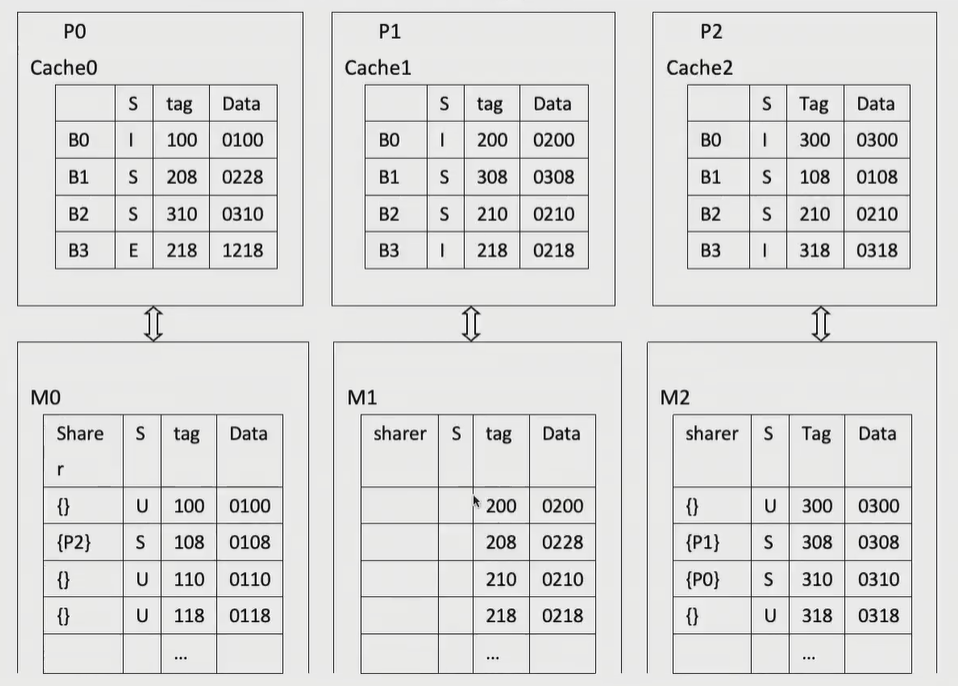 P0 P1 P2
Cache0 Cache1 Cache2
S tag Data S tag Data S Tag Data
B0 I 100 0100 B0 I 200 0200 B0 I 300 0300
B1 S 208 0228 B1 S 308 0308 B1 S 108 0108
B2 S 310 0310 B2 S 210 0210 B2 S 210 0210
B3 E 218 1218 B3 I 218 0218 B3 I 318 0318
M0 M1 M2
Share S tag Data sharer S tag Data sharer S Tag Data
r
{} U 100 0100 200 0200 {} U 300 0300
{P2} S 108 0108 208 0228 {P1} S 308 0308
{} U 110 0110 210 0210 {P0} S 310 0310
{} U 118 0118 218 0218 {} U 318 0318
... ... ...